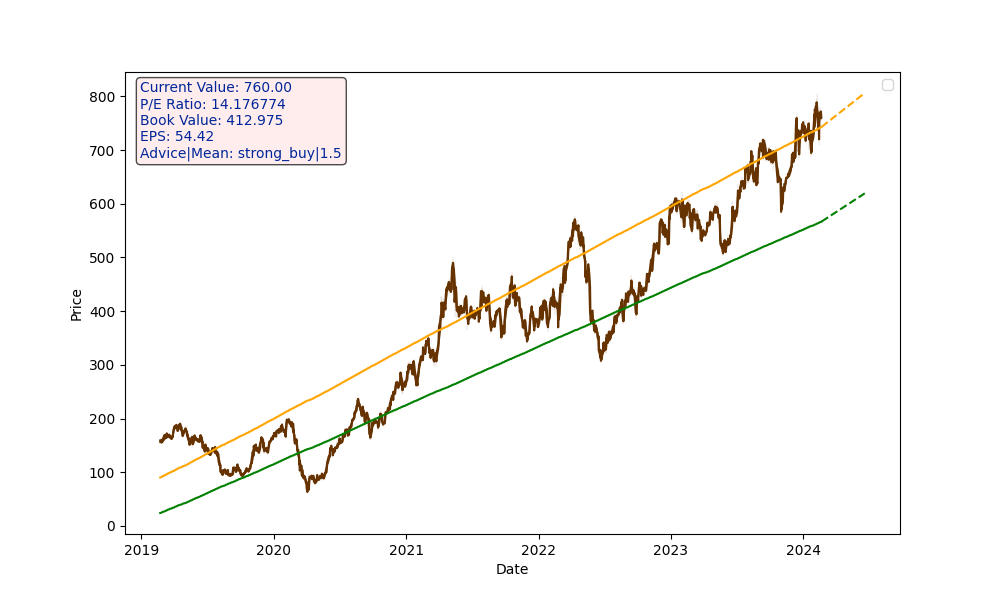 Current Value: 760.00
P/E Ratio: 14.176774
Book Value: 412.975
EPS: 54.42
Advice|Mean: strong_buy|1.5
800
700
600
500
400
300
200
100
0
Price
2019 2020 2021 2022 2023 2024
Date